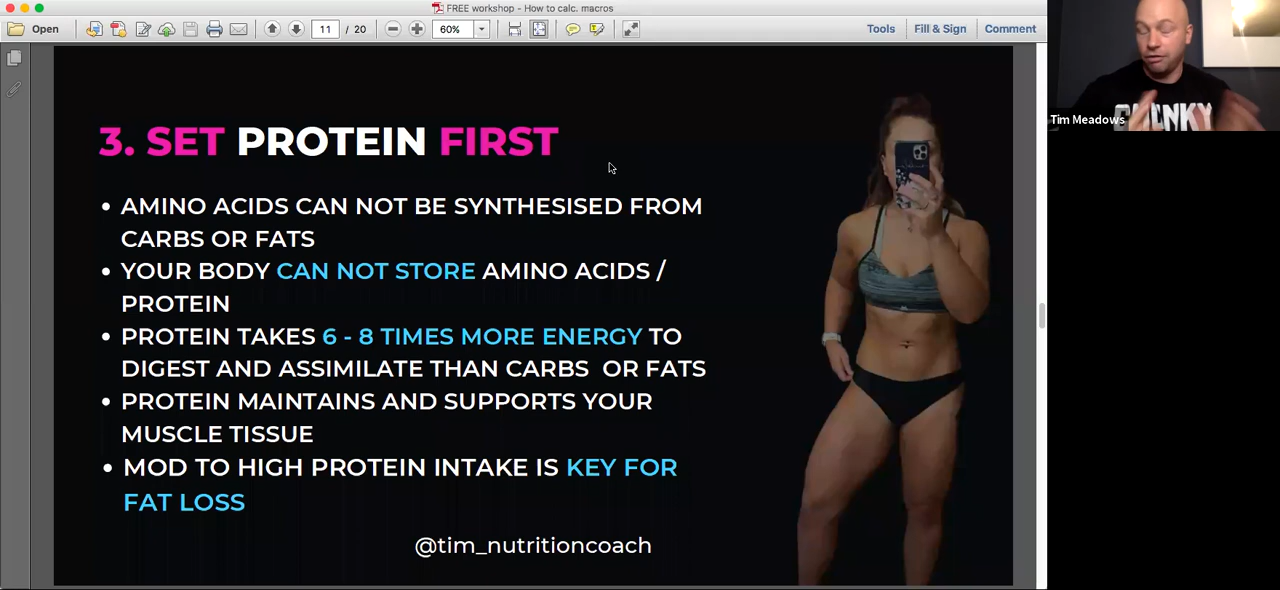 FREE workshop - How to calc. macros
Open
11 / 20
60%
Tools
Fill & Sign
Comment
3. SET PROTEIN FIRST
• AMINO ACIDS CAN NOT BE SYNTHESISED FROM
CARBS OR FATS
• YOUR BODY CAN NOT STORE AMINO ACIDS /
PROTEIN
• PROTEIN TAKES 6 - 8 TIMES MORE ENERGY TO
DIGEST AND ASSIMILATE THAN CARBS OR FATS
• PROTEIN MAINTAINS AND SUPPORTS YOUR
MUSCLE TISSUE
• MOD TO HIGH PROTEIN INTAKE IS KEY FOR
FAT LOSS
@tim_nutritioncoach
Tim Meadows